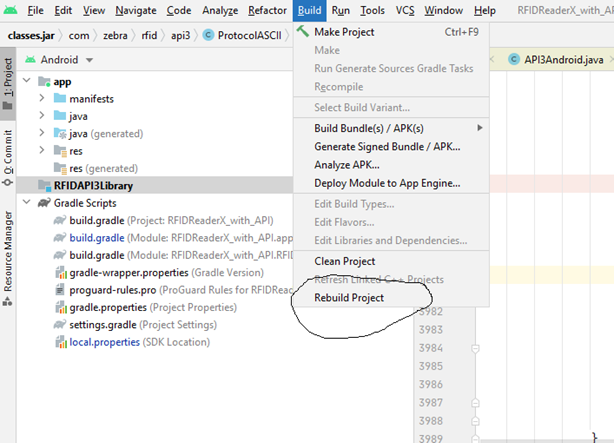 File Edit View Navigate Code Analyze Refactor Build Run Tools VCS Window Help RFIDReaderX_with_API
classes.jar com zebra rfid api3 ProtocolASCII
Android
API3Android.java
1: Project
0: Commit
Resource Manager
app
manifests
java
java (generated)
res
res (generated)
RFIDAPI3Library
Gradle Scripts
build.gradle (Project: RFIDReaderX_with_API)
build.gradle (Module: RFIDReaderX_with_API.app
build.gradle (Module: RFIDReaderX_with_API.RFI
gradle-wrapper.properties (Gradle Version)
proguard-rules.pro (ProGuard Rules for RFIDRea
gradle.properties (Project Properties)
settings.gradle (Project Settings)
local.properties (SDK Location)
Make Project Ctrl+F9
Make
Run Generate Sources Gradle Tasks
Recompile
Select Build Variant...
Build Bundle(s) / APK(s)
Generate Signed Bundle / APK...
Analyze APK...
Deploy Module to App Engine...
Edit Build Types...
Edit Flavors...
Edit Libraries and Dependencies...
Clean Project
Refresh Linked C++ Projects
Rebuild Project
3982
3983
3984
3985
3986
3987
3988
3989 }